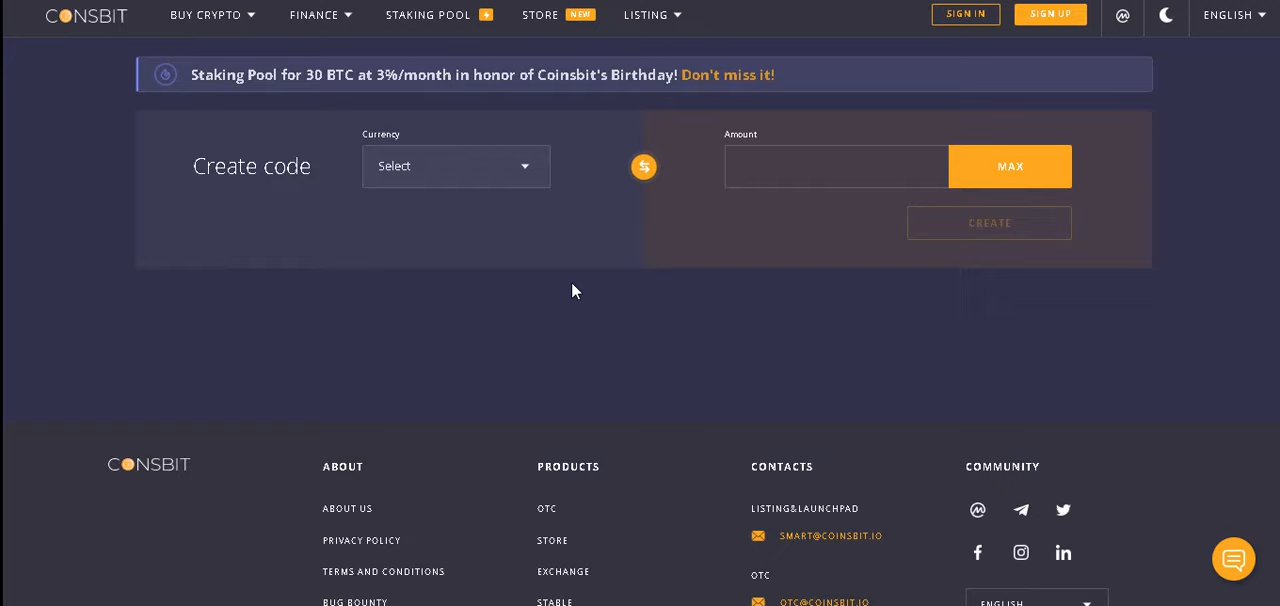 CONSBIT
BUY CRYPTO
FINANCE
STAKING POOL
STORE NEW
LISTING
SIGN IN
SIGN UP
ENGLISH
Staking Pool for 30 BTC at 3%/month in honor of Coinsbit's Birthday! Don't miss it!
Create code
Currency
Select
Amount
MAX
CREATE
CONSBIT
ABOUT
ABOUT US
PRIVACY POLICY
TERMS AND CONDITIONS
BUG BOUNTY
PRODUCTS
OTC
STORE
EXCHANGE
STABLE
CONTACTS
LISTING&LAUNCHPAD
SMART@COINSBIT.IO
OTC
OTC@COINSBIT.IO
COMMUNITY
ENGLISH